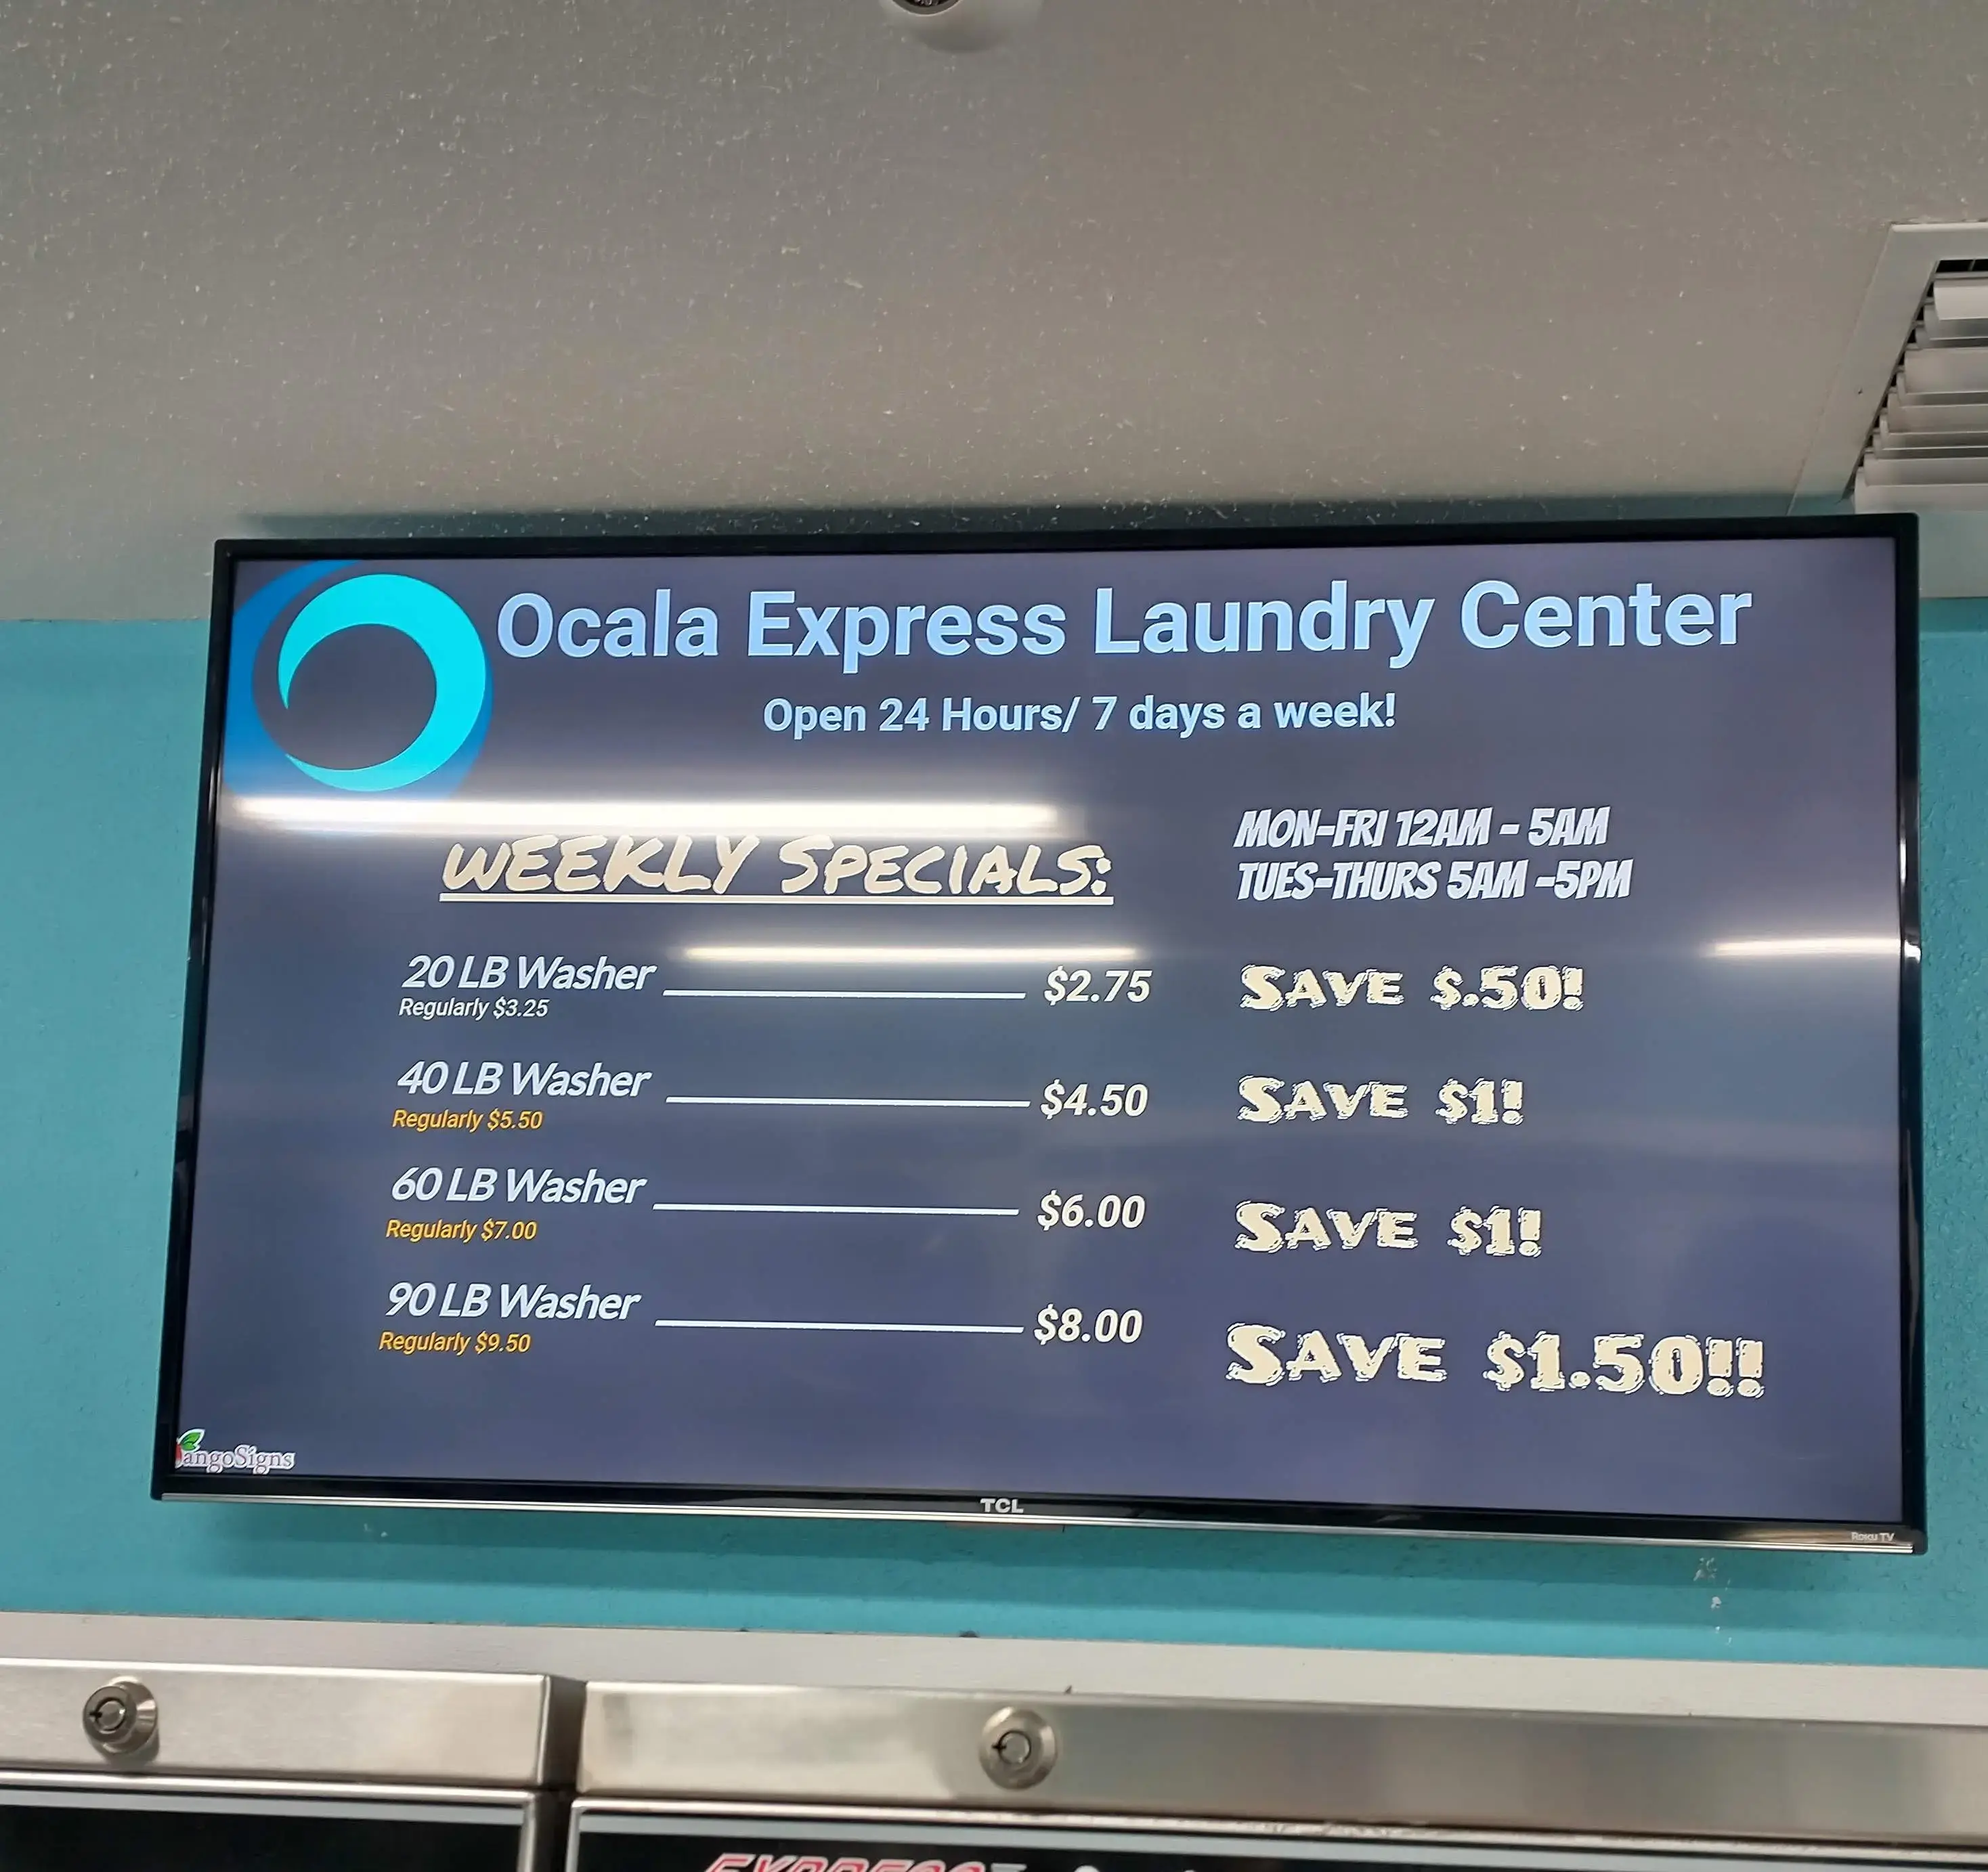 Ocala Express Laundry Center
Open 24 Hours/ 7 days a week!
WEEKLY SPECIALS:
MON-FRI 12AM - 5AM
TUES-THURS 5AM -5PM
20 LB Washer
Regularly $3.25
$2.75
SAVE $.50!
40 LB Washer
Regularly $5.50
$4.50
SAVE $1!
60 LB Washer
Regularly $7.00
$6.00
SAVE $1!
90 LB Washer
Regularly $9.50
$8.00
SAVE $1.50!!
angoSigns
TCL
Roku TV